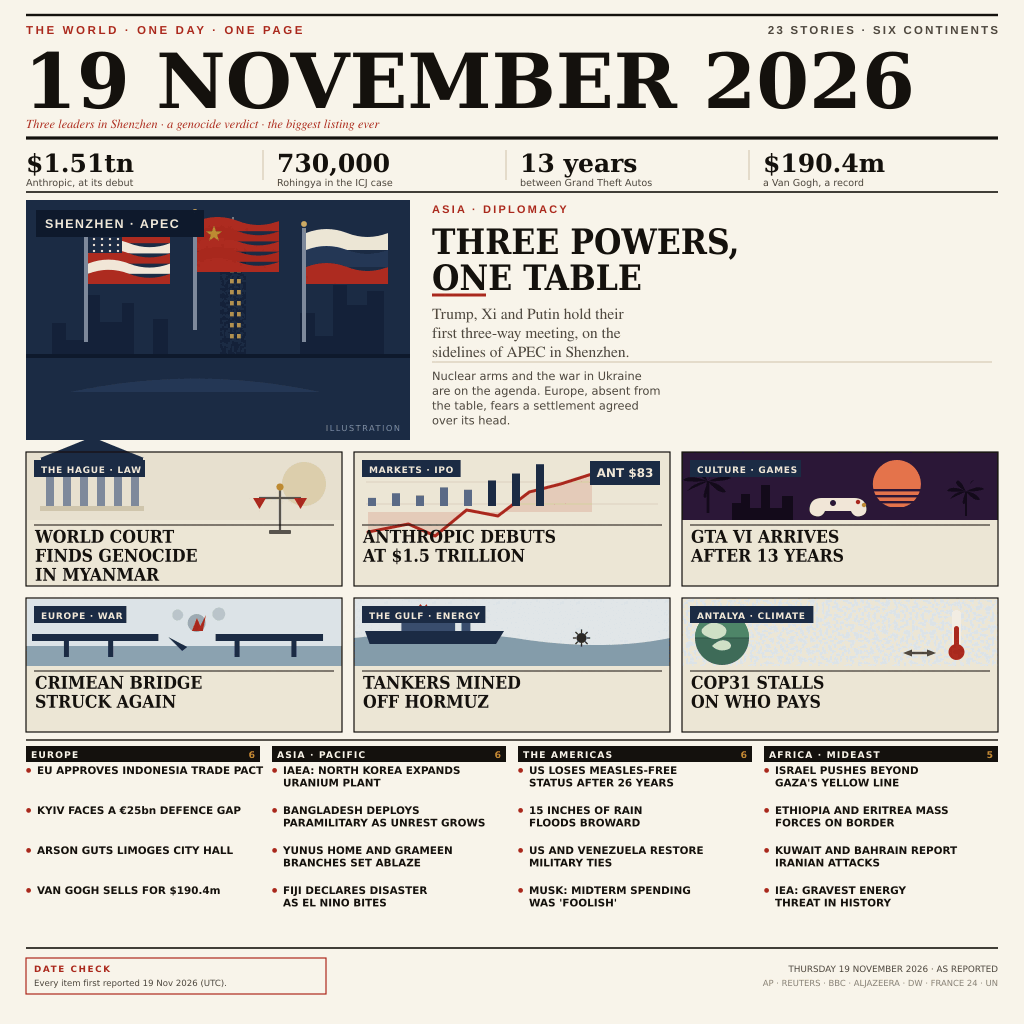 THE WORLD · ONE DAY · ONE PAGE
23 STORIES · SIX CONTINENTS
19 NOVEMBER 2026
Three leaders in Shenzhen · a genocide verdict · the biggest listing ever
$1.51tn
Anthropic, at its debut
730,000
Rohingya in the ICJ case
13 years
between Grand Theft Autos
$190.4m
a Van Gogh, a record
SHENZHEN · APEC
ILLUSTRATION
ASIA · DIPLOMACY
THREE POWERS,
ONE TABLE
Trump, Xi and Putin hold their
first three-way meeting, on the
sidelines of APEC in Shenzhen.
Nuclear arms and the war in Ukraine
are on the agenda. Europe, absent from
the table, fears a settlement agreed
over its head.
THE HAGUE · LAW
WORLD COURT
FINDS GENOCIDE
IN MYANMAR
MARKETS · IPO
ANT $83
ANTHROPIC DEBUTS
AT $1.5 TRILLION
CULTURE · GAMES
GTA VI ARRIVES
AFTER 13 YEARS
EUROPE · WAR
CRIMEAN BRIDGE
STRUCK AGAIN
THE GULF · ENERGY
TANKERS MINED
OFF HORMUZ
ANTALYA · CLIMATE
COP31 STALLS
ON WHO PAYS
EUROPE 6
• EU APPROVES INDONESIA TRADE PACT
• KYIV FACES A €25bn DEFENCE GAP
• ARSON GUTS LIMOGES CITY HALL
• VAN GOGH SELLS FOR $190.4m
ASIA · PACIFIC 6
• IAEA: NORTH KOREA EXPANDS
URANIUM PLANT
• BANGLADESH DEPLOYS
PARAMILITARY AS UNREST GROWS
• YUNUS HOME AND GRAMEEN
BRANCHES SET ABLAZE
• FIJI DECLARES DISASTER
AS EL NINO BITES
THE AMERICAS 6
• US LOSES MEASLES-FREE
STATUS AFTER 26 YEARS
• 15 INCHES OF RAIN
FLOODS BROWARD
• US AND VENEZUELA RESTORE
MILITARY TIES
• MUSK: MIDTERM SPENDING
WAS 'FOOLISH'
AFRICA · MIDEAST 5
• ISRAEL PUSHES BEYOND
GAZA'S YELLOW LINE
• ETHIOPIA AND ERITREA MASS
FORCES ON BORDER
• KUWAIT AND BAHRAIN REPORT
IRANIAN ATTACKS
• IEA: GRAVEST ENERGY
THREAT IN HISTORY
DATE CHECK
Every item first reported 19 Nov 2026 (UTC).
THURSDAY 19 NOVEMBER 2026 · AS REPORTED
AP · REUTERS · BBC · ALJAZEERA · DW · FRANCE 24 · UN